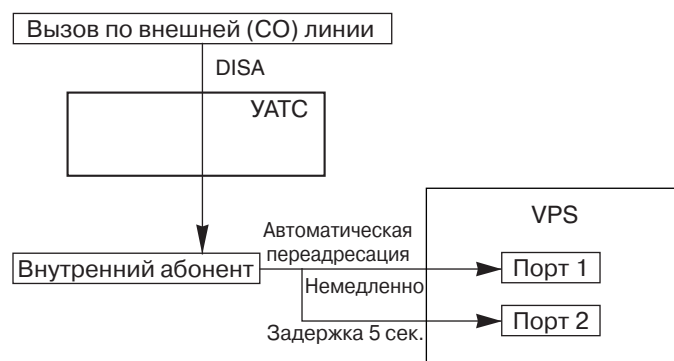 Вызов по внешней (CO) линии
DISA
УАТС
VPS
Автоматическая
переадресация
Внутренний абонент
Порт 1
Немедленно
Порт 2
Задержка 5 сек.